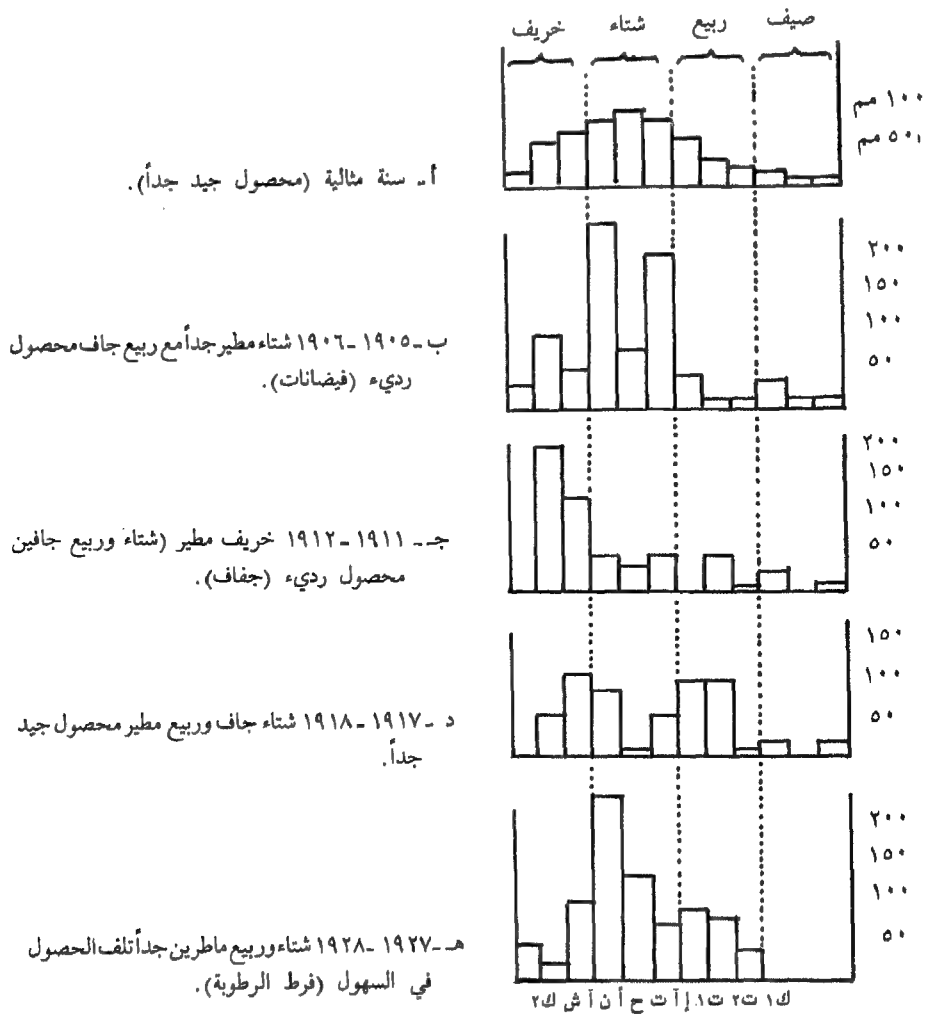 صيف
ربيع
شتاء
خريف
١٠٠ مم
٥٠ مم
أ ـ سنة مثالية (محصول جيد جداً).
٢٠٠
١٥٠
١٠٠
٥٠
ب ـ ١٩٠٥ ـ ١٩٠٦ شتاء مطير جداً مع ربيع جاف محصول
رديء (فيضانات).
٢٠٠
١٥٠
١٠٠
٥٠
جـ ـ ١٩١١ ـ ١٩١٢ خريف مطير (شتاء وربيع جافين
محصول رديء (جفاف).
١٥٠
١٠٠
٥٠
د ـ ١٩١٧ ـ ١٩١٨ شتاء جاف وربيع مطير محصول جيد
جداً.
٢٠٠
١٥٠
١٠٠
٥٠
هـ ـ ١٩٢٧ ـ ١٩٢٨ شتاء وربيع ماطرين جداً تلف الحصول
في السهول (فرط الرطوبة).
ك١ ت٢ ت١ إ آ ت ح أ ن آ ش ك٢